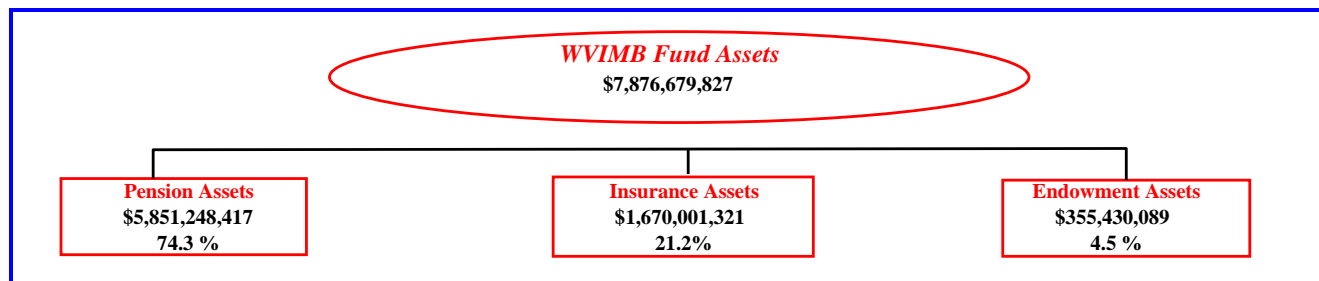 WVIMB Fund Assets
$7,876,679,827
Pension Assets
$5,851,248,417
74.3 %
Insurance Assets
$1,670,001,321
21.2%
Endowment Assets
$355,430,089
4.5 %